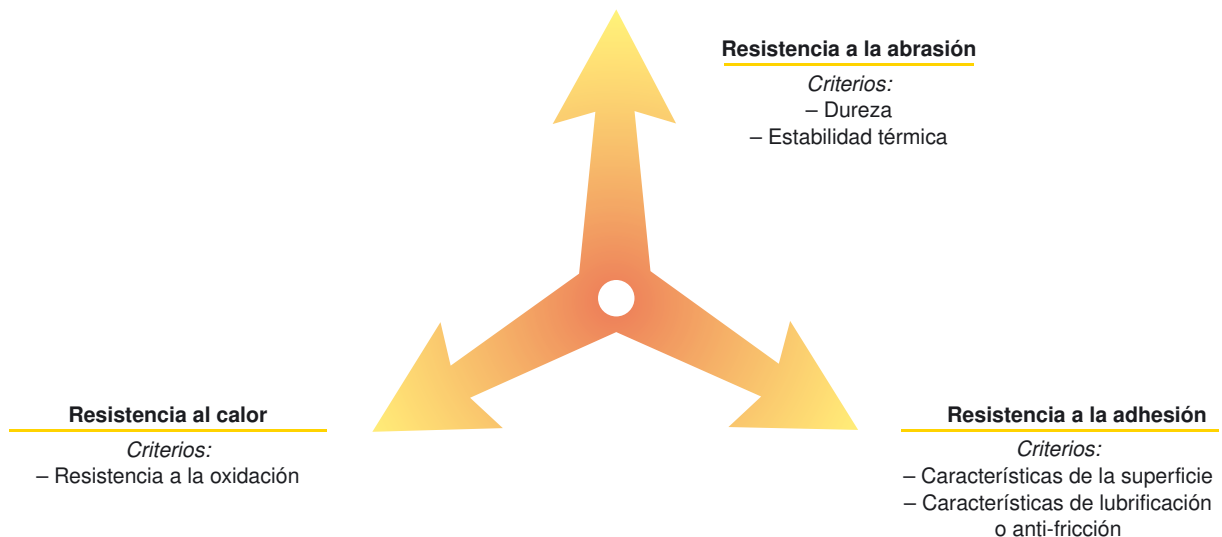 Resistencia a la abrasión
Criterios:
– Dureza
– Estabilidad térmica
Resistencia al calor
Criterios:
– Resistencia a la oxidación
Resistencia a la adhesión
Criterios:
– Características de la superficie
– Características de lubrificación
o anti-fricción